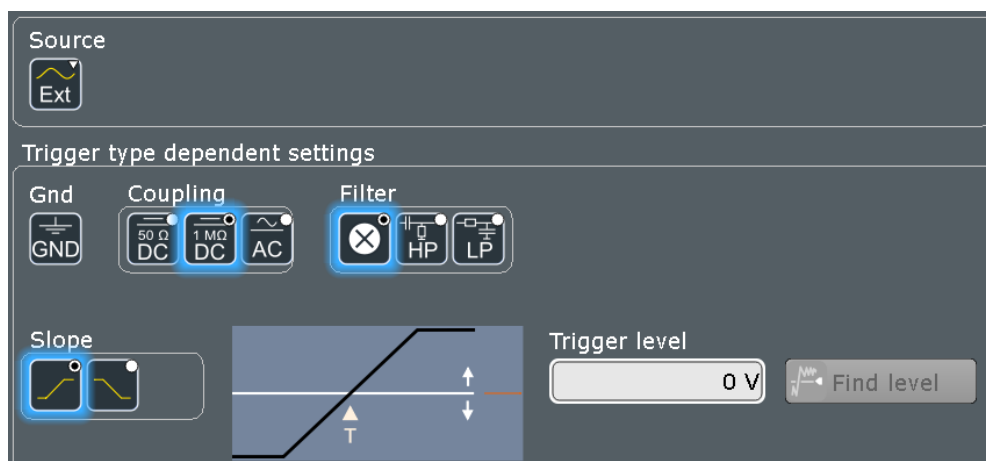 Source
Ext
Trigger type dependent settings
Gnd Coupling Filter
GND 50 Ω DC 1 MΩ DC AC HP LP
Slope Trigger level
0 V N Find level
T